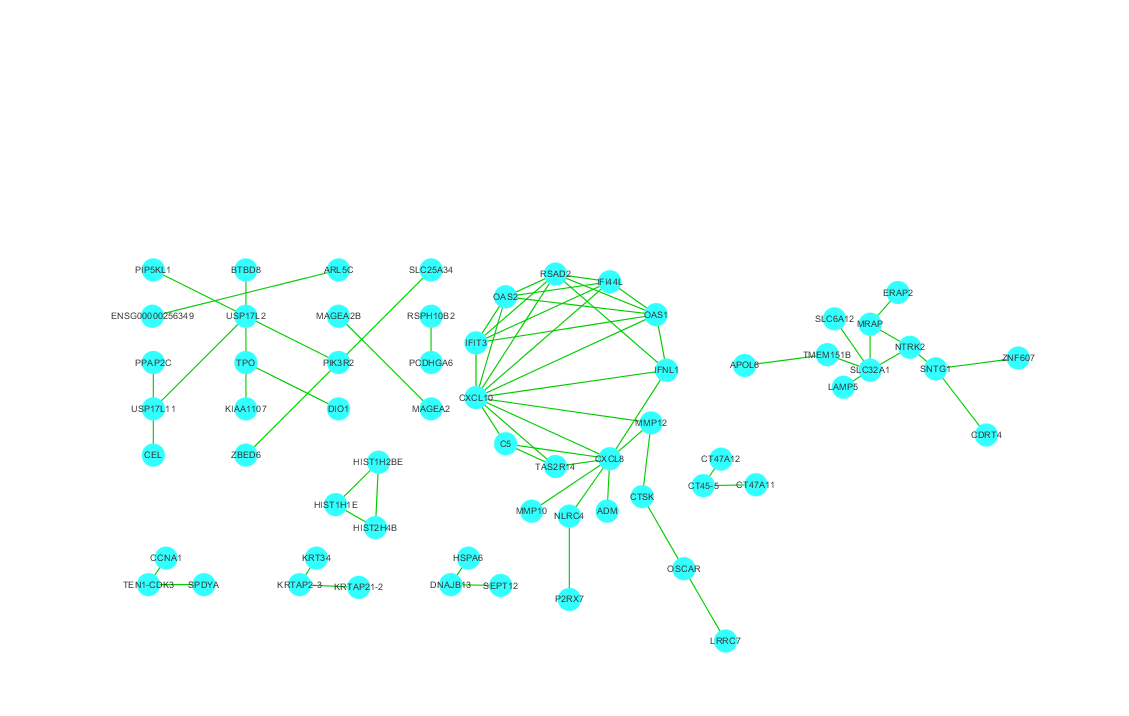 PIP5KL1
BTBD8
ARL5C
SLC25A34
RSAD2
IFI44L
OAS2
ERAP2
ENSG00000256349
USP17L2
MAGEA2B
RSPH10B2
OAS1
SLC6A12
MRAP
IFIT3
NTRK2
PPAP2C
TPO
PIK3R2
PCDHGA6
IFNL1
APOL6
TMEM151B
SLC32A1
SNTG1
ZNF607
LAMP5
CXCL10
USP17L11
KIAA1107
DIO1
MAGEA2
MMP12
CDRT4
C5
CEL
ZBED6
HIST1H2BE
TAS2R14
CXCL8
CT47A12
CT45-5
CT47A11
HIST1H1E
CTSK
MMP10
NLRC4
ADM
HIST2H4B
CCNA1
KRT34
HSPA6
OSCAR
TEN1-CDK3
SPDYA
KRTAP2-3
KRTAP21-2
DNAJB13
SEPT12
P2RX7
LRRC7